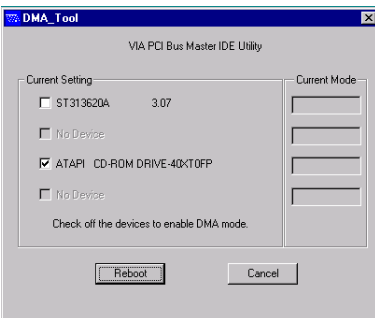 DMA_Tool
VIA PCI Bus Master IDE Utility
Current Setting
Current Mode
ST313620A 3.07
No Device
ATAPI CD-ROM DRIVE-40XT0FP
No Device
Check off the devices to enable DMA mode.
Reboot
Cancel